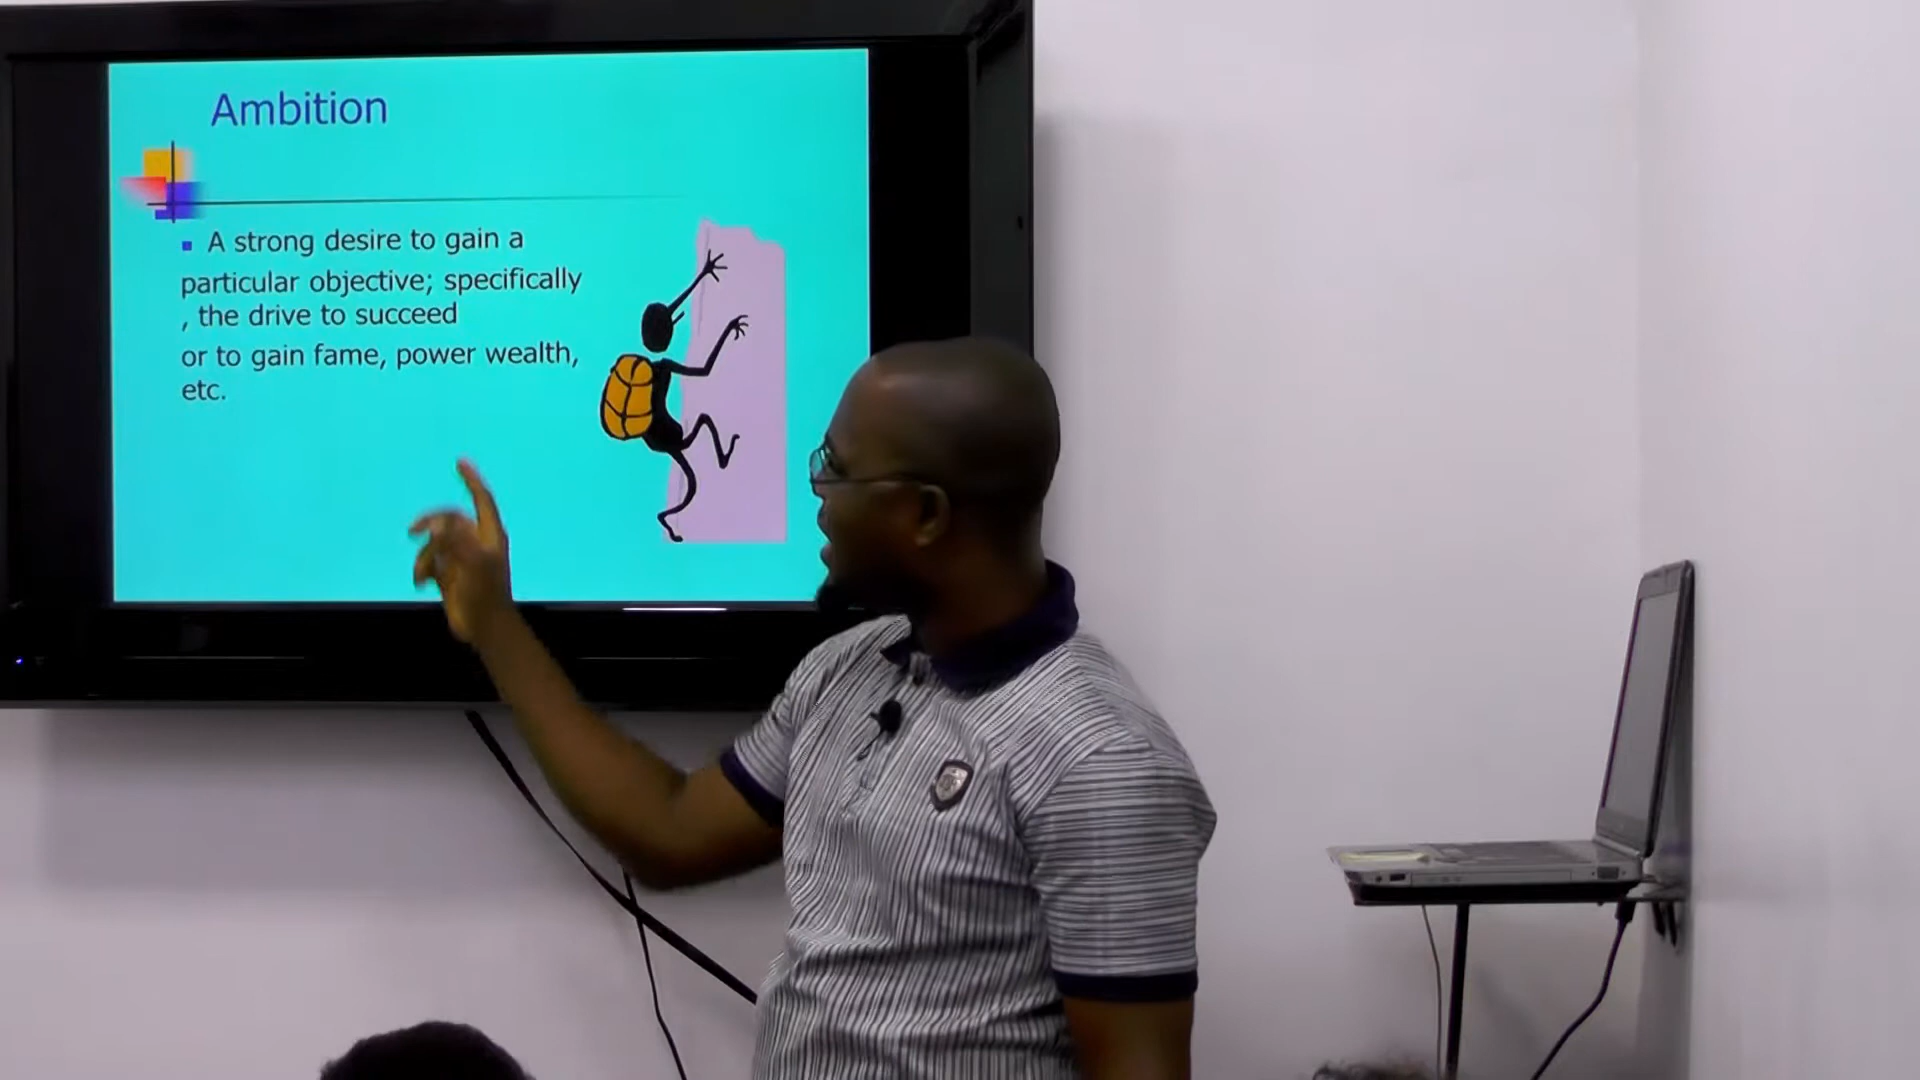 Ambition
A strong desire to gain a
particular objective; specifically
, the drive to succeed
or to gain fame, power wealth,
etc.